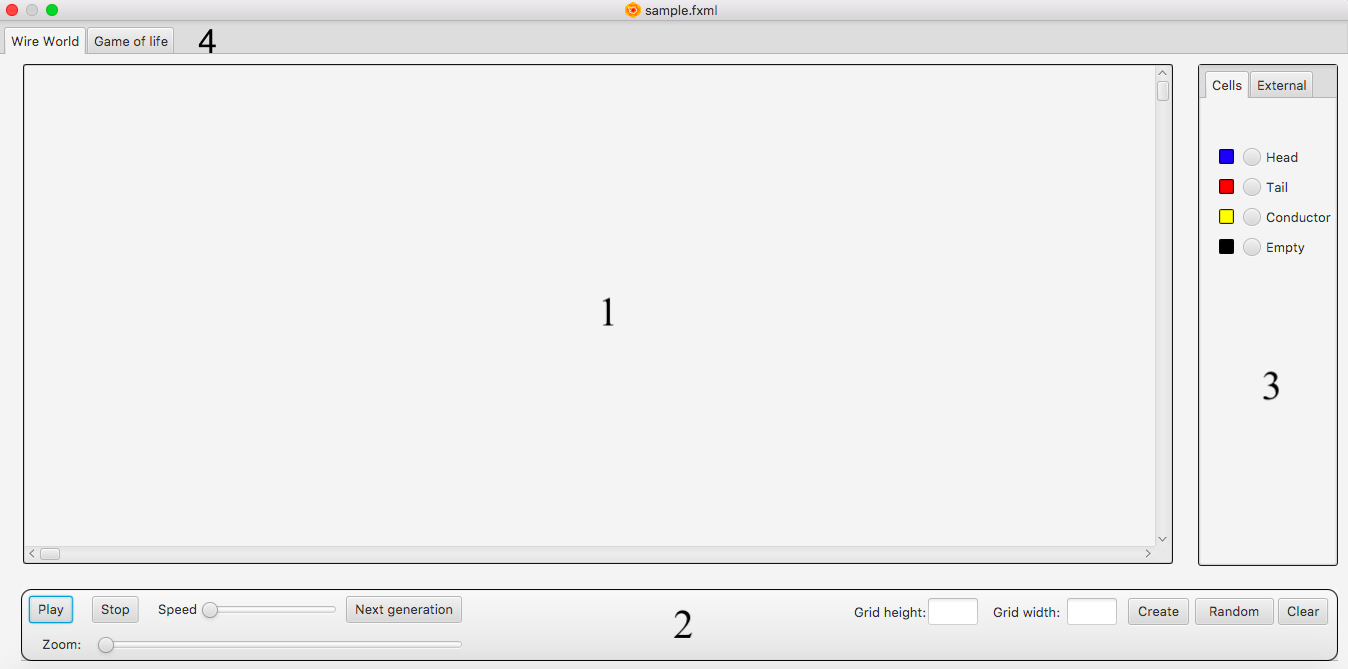 sample.fxml
Wire World Game of life 4
Cells External
Head
Tail
Conductor
Empty
1
3
Play Stop Speed Next generation 2 Grid height: Grid width: Create Random Clear
Zoom: